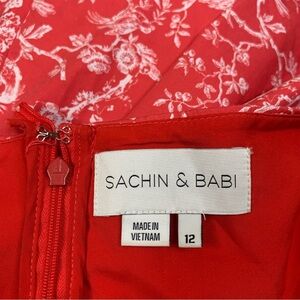 SACHIN & BABI
MADE IN
VIETNAM
12